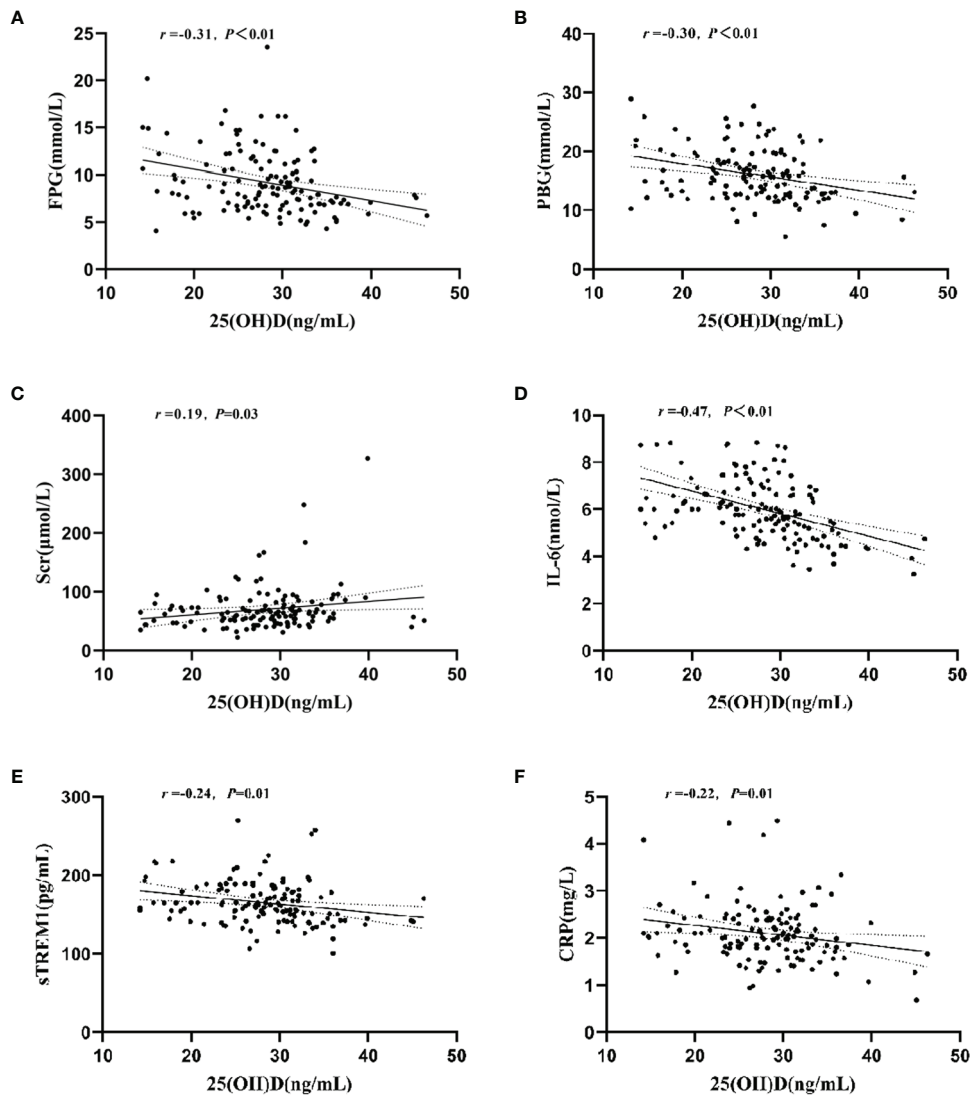 A
r=-0.31, P<0.01
FPG(mmol/L)
25
20
15
10
5
0
10 20 30 40 50
25(OH)D(ng/mL)
B
r=-0.30, P<0.01
PBG(mmol/L)
40
30
20
10
0
10 20 30 40 50
25(OH)D(ng/mL)
C
r=0.19, P=0.03
Scr(μmol/L)
400
300
200
100
0
10 20 30 40 50
25(OH)D(ng/mL)
D
r=-0.47, P<0.01
IL-6(nmol/L)
10
8
6
4
2
0
10 20 30 40 50
25(OH)D(ng/mL)
E
r=-0.24, P=0.01
sTREM1(pg/mL)
300
200
100
0
10 20 30 40 50
25(OH)D(ng/mL)
F
r=-0.22, P=0.01
CRP(mg/L)
5
4
3
2
1
0
10 20 30 40 50
25(OH)D(ng/mL)